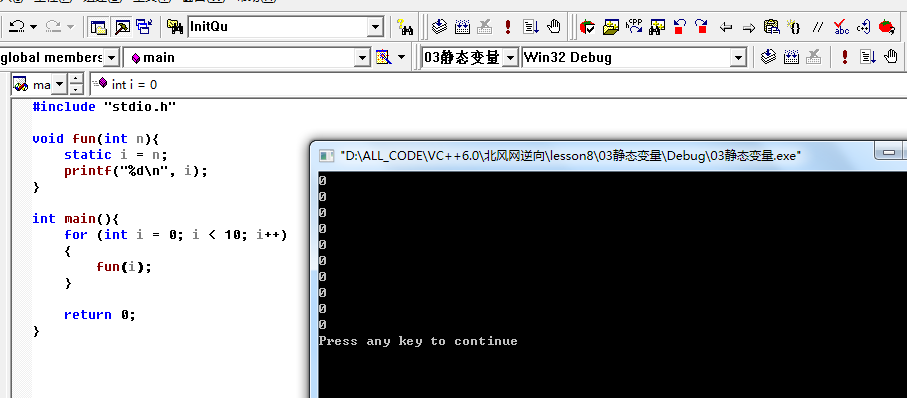 InitQu
global members
main
03静态变量
Win32 Debug
ma
int i = 0
#include "stdio.h"
void fun(int n){
static i = n;
printf("%d\n", i);
}
int main(){
for (int i = 0; i < 10; i++)
{
fun(i);
}
return 0;
}
"D:\ALL_CODE\VC++6.0\北风网逆向\lesson8\03静态变量\Debug\03静态变量.exe"
0
0
0
0
0
0
0
0
0
0
Press any key to continue